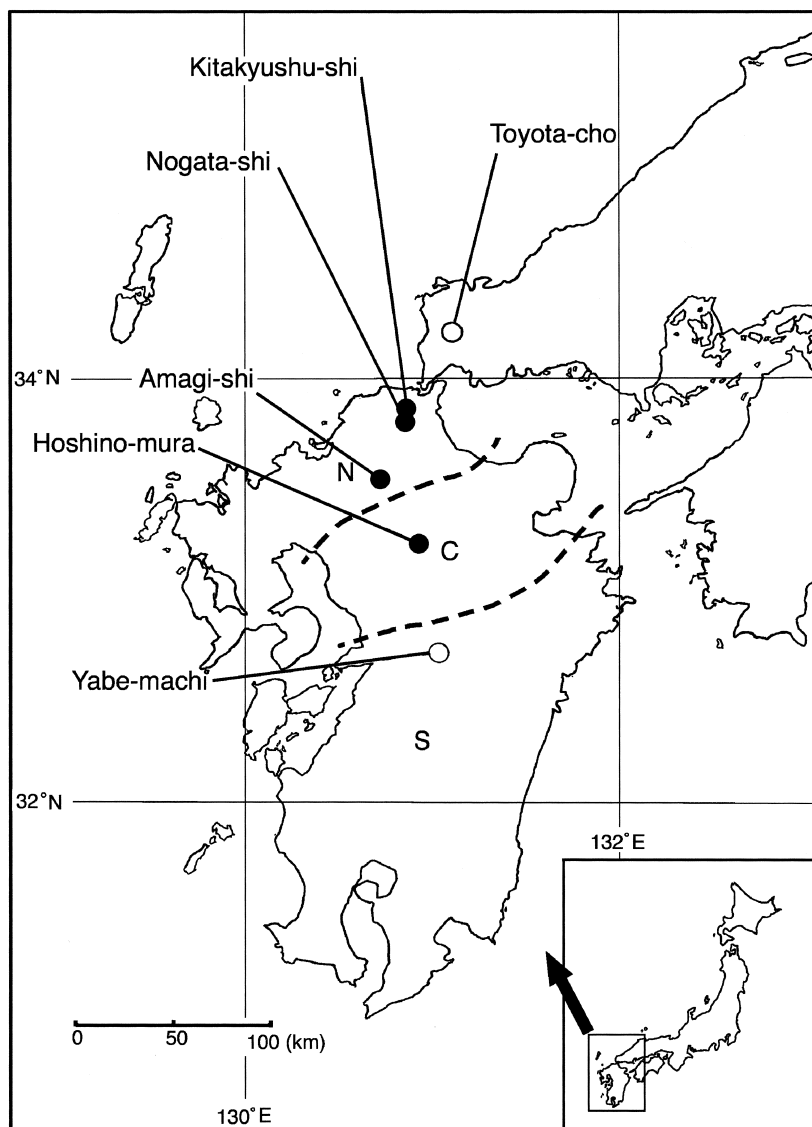 Kitakyushu-shi
Toyota-cho
Nogata-shi
34°N
Amagi-shi
Hoshino-mura
N
C
Yabe-machi
S
32°N
132°E
0 50 100 (km)
130°E